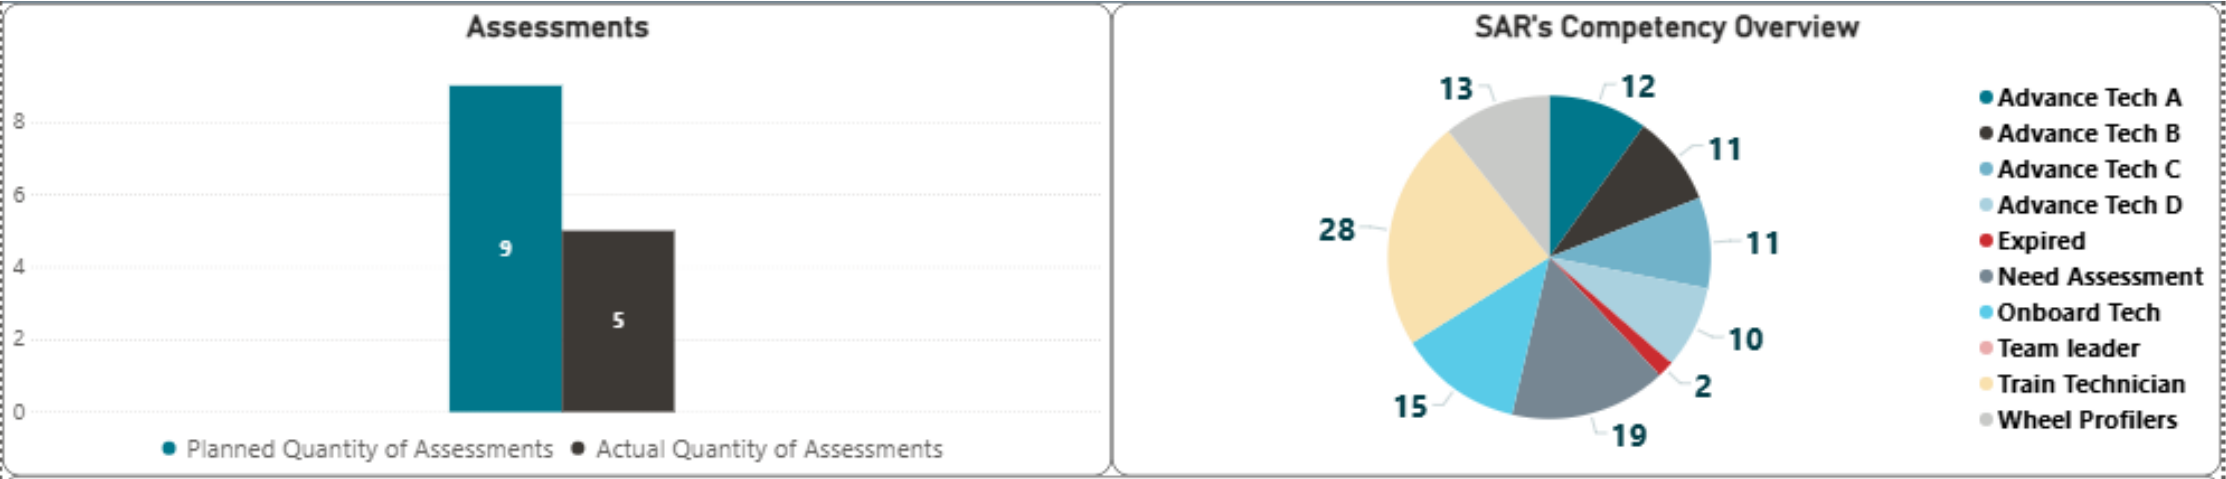 Assessments
8
6
4
2
0
9
5
Planned Quantity of Assessments
Actual Quantity of Assessments
SAR's Competency Overview
12
11
11
10
2
19
15
28
13
Advance Tech A
Advance Tech B
Advance Tech C
Advance Tech D
Expired
Need Assessment
Onboard Tech
Team leader
Train Technician
Wheel Profilers